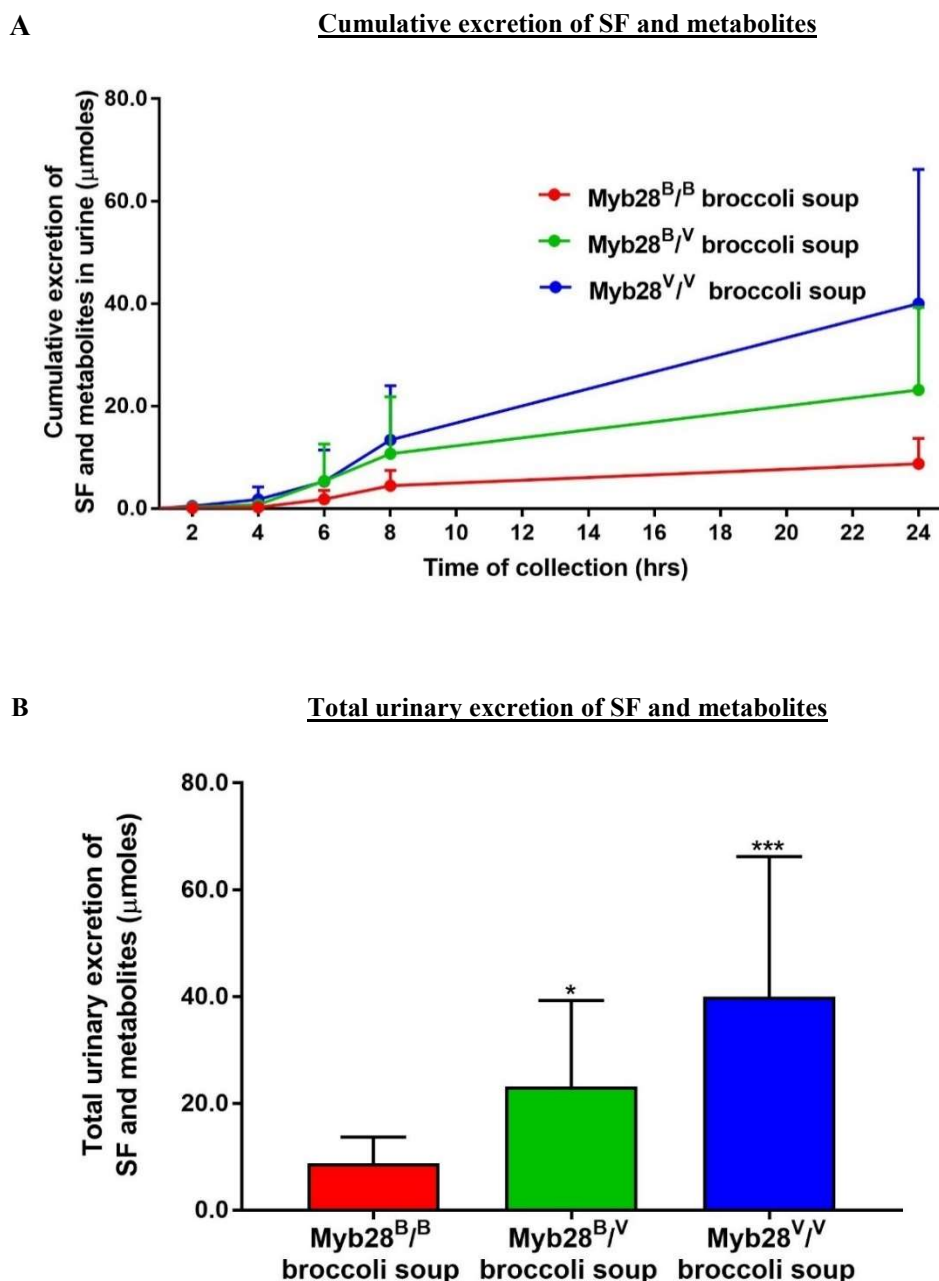 A
Cumulative excretion of SF and metabolites
Cumulative excretion of
SF and metabolites in urine (µmoles)
80.0
60.0
40.0
20.0
0.0
Myb28B/B broccoli soup
Myb28B/V broccoli soup
Myb28V/V broccoli soup
2 4 6 8 10 12 14 16 18 20 22 24
Time of collection (hrs)
B
Total urinary excretion of SF and metabolites
Total urinary excretion of
SF and metabolites (µmoles)
80.0
60.0
40.0
20.0
0.0
*
***
Myb28B/B Myb28B/V Myb28V/V
broccoli soup broccoli soup broccoli soup